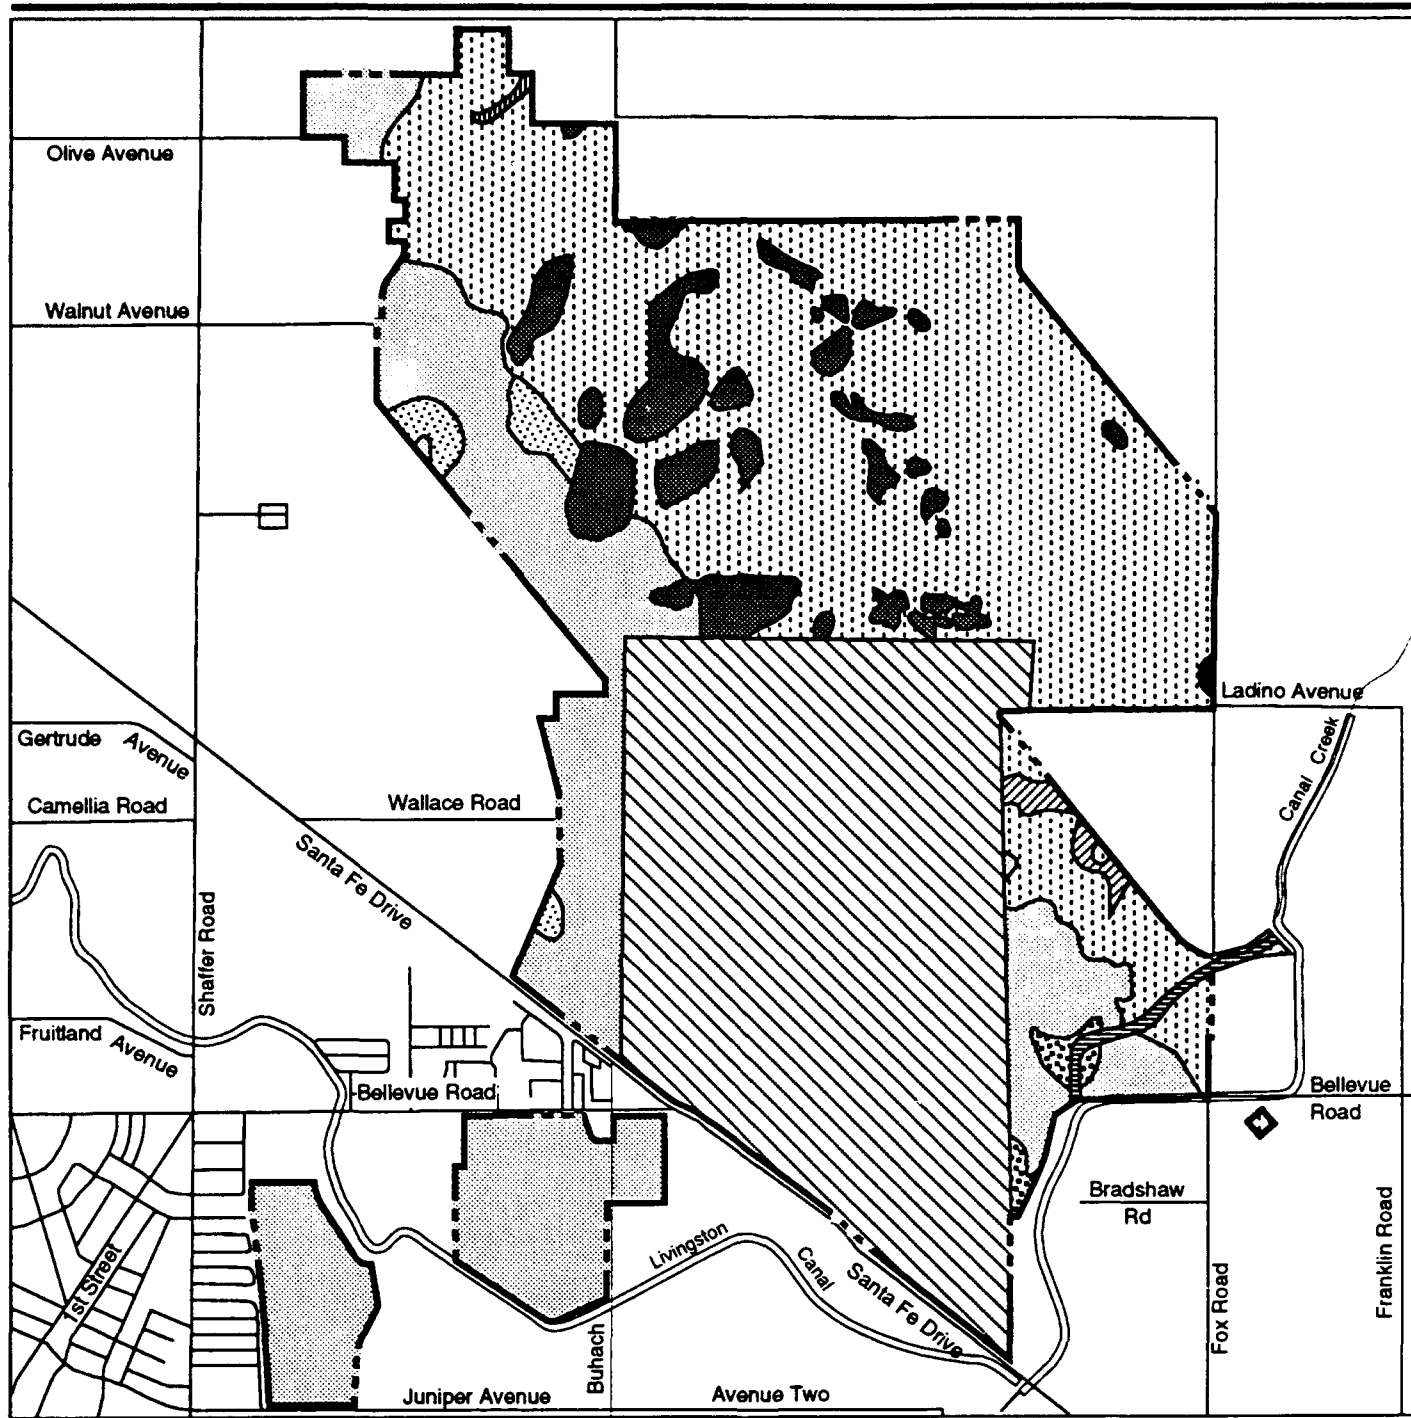 Olive Avenue
Walnut Avenue
Ladino Avenue
Gertrude Avenue
Canal Creek
Camellia Road
Wallace Road
Santa Fe Drive
Shaffer Road
Fruitland Avenue
Bellevue Road
Bellevue
Road
Bradshaw
Rd
Livingston
Canal
Santa Fe Drive
1st Street
Buhach
Fox Road
Franklin Road
Juniper Avenue
Avenue Two